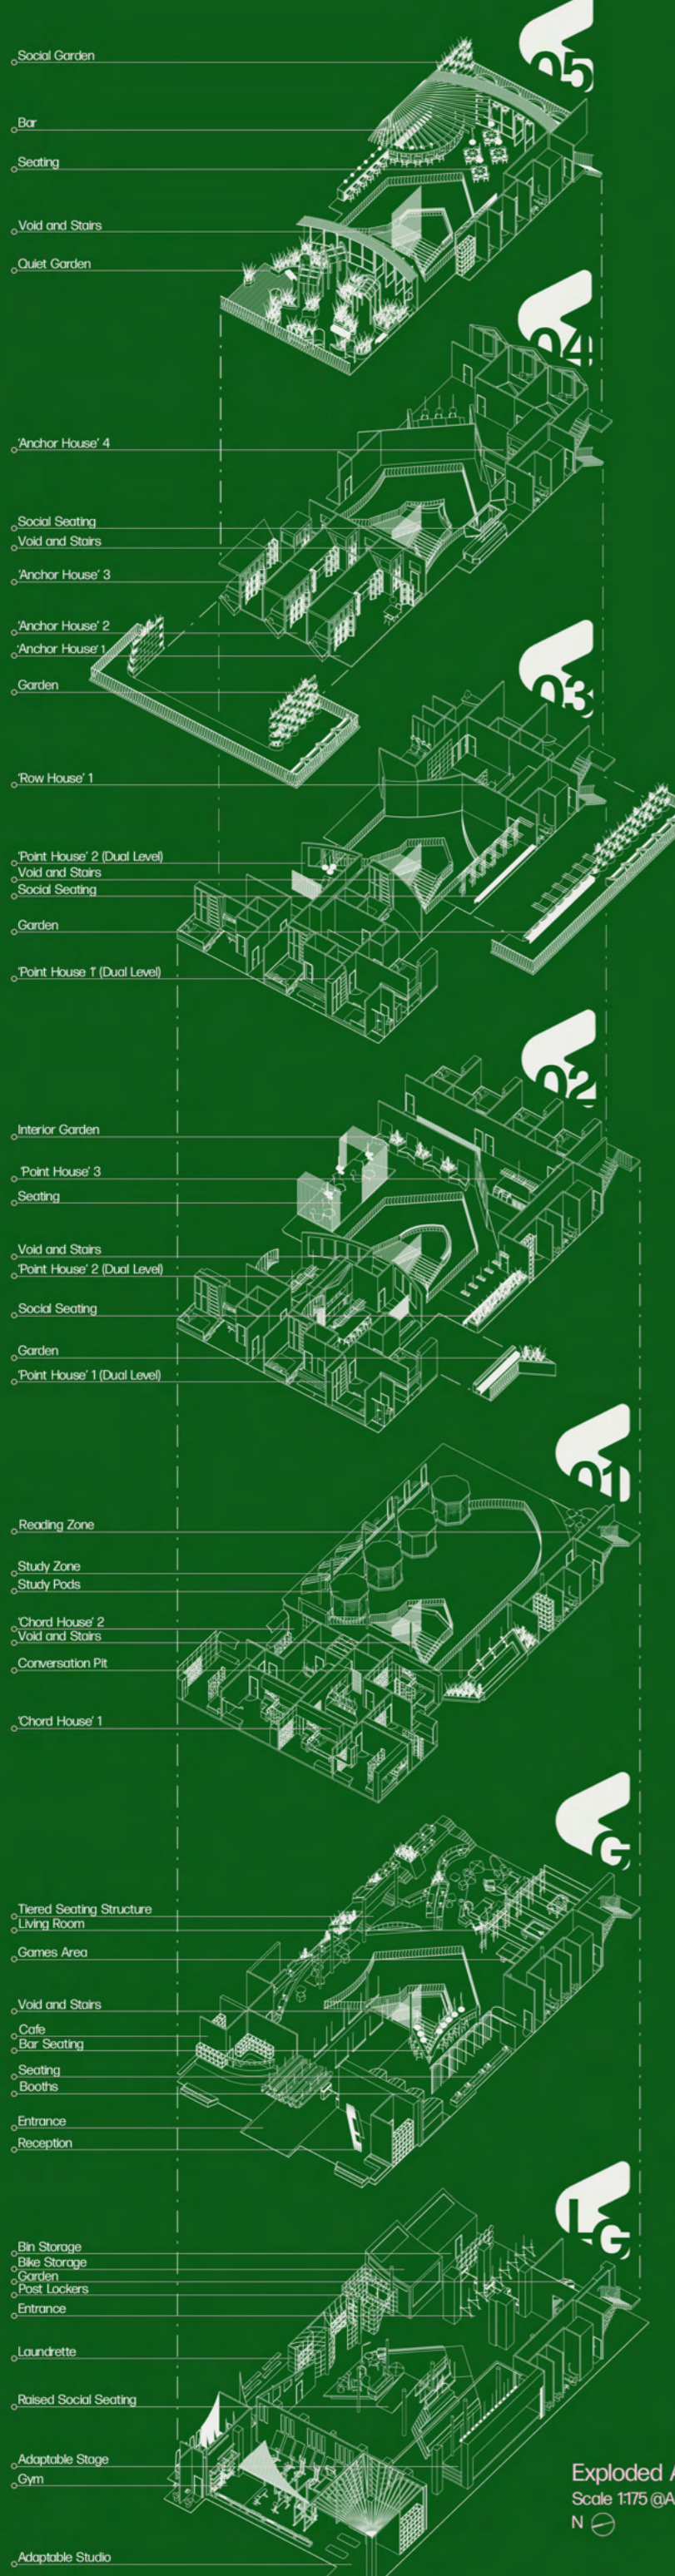 05
Social Garden
Bar
Seating
Void and Stairs
Quiet Garden
04
'Anchor House' 4
Social Seating
Void and Stairs
'Anchor House' 3
'Anchor House' 2
'Anchor House' 1
Garden
03
'Row House' 1
'Point House' 2 (Dual Level)
Void and Stairs
Social Seating
Garden
'Point House 1' (Dual Level)
02
Interior Garden
'Point House' 3
Seating
Void and Stairs
'Point House' 2 (Dual Level)
Social Seating
Garden
'Point House' 1 (Dual Level)
01
Reading Zone
Study Zone
Study Pods
'Chord House' 2
Void and Stairs
Conversation Pit
'Chord House' 1
G
Tiered Seating Structure
Living Room
Games Area
Void and Stairs
Cafe
Bar Seating
Seating
Booths
Entrance
Reception
LG
Bin Storage
Bike Storage
Garden
Post Lockers
Entrance
Laundrette
Raised Social Seating
Adaptable Stage
Gym
Adaptable Studio
Exploded A
Scale 1:175 @A
N